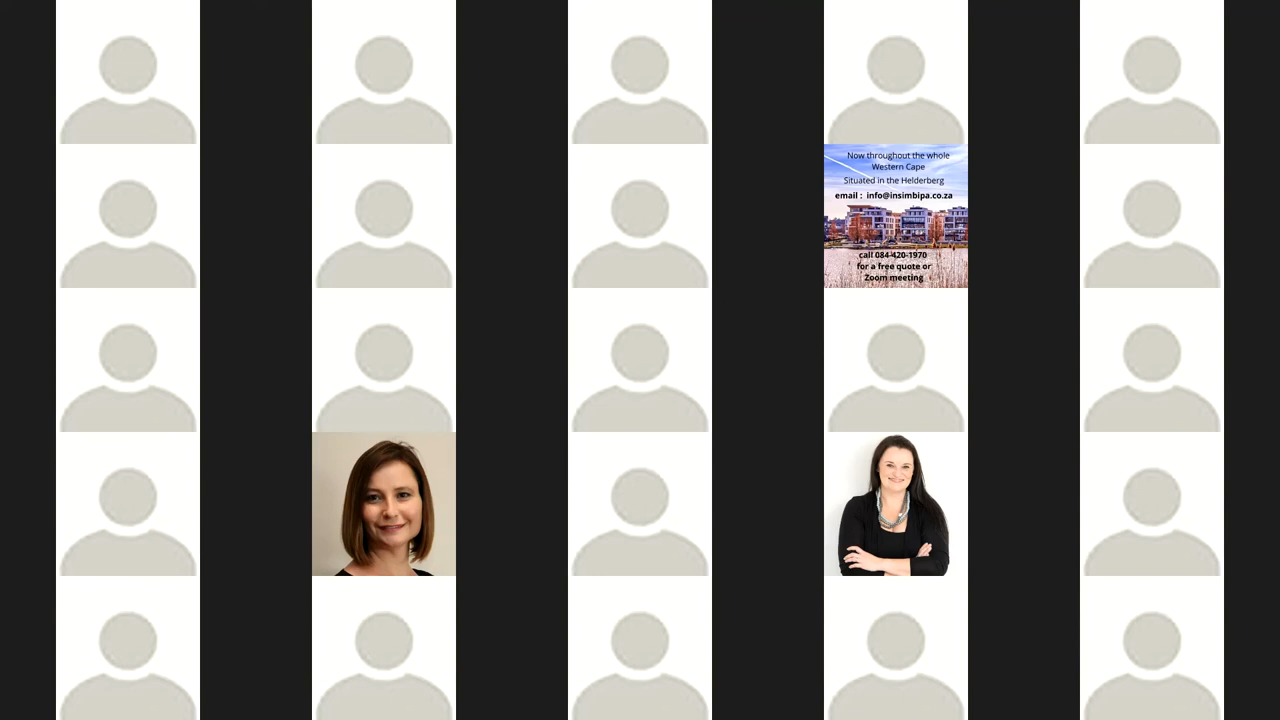 Now throughout the whole
Western Cape
Situated in the Helderberg
email : info@insimbipa.co.za
call 084-420-1970
for a free quote or
Zoom meeting